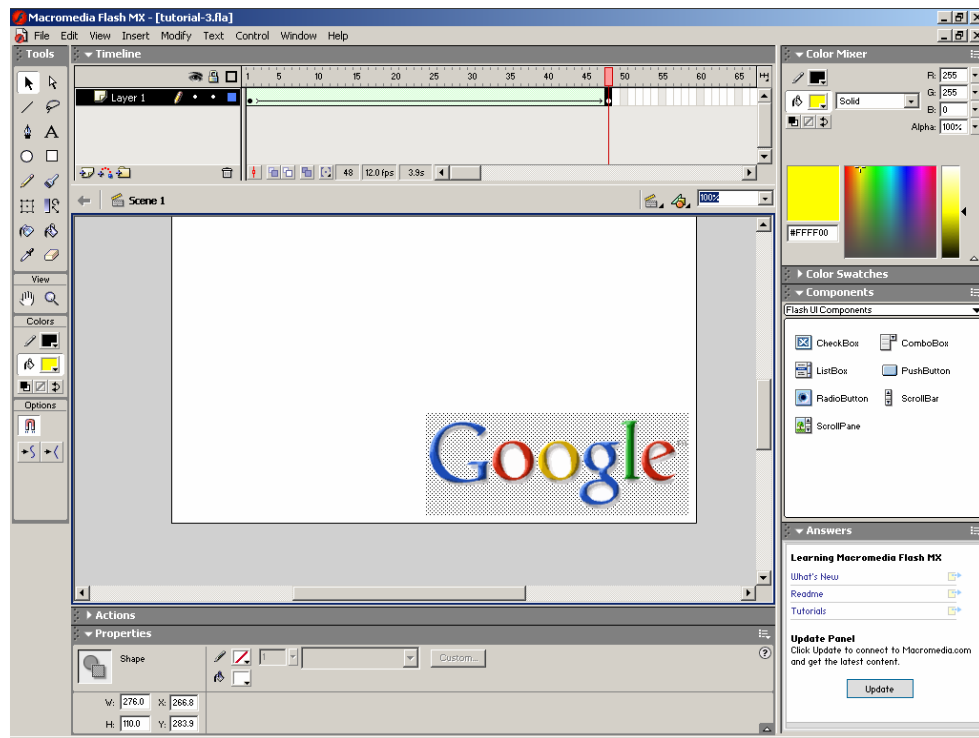 Macromedia Flash MX - [tutorial-3.fla]
File Edit View Insert Modify Text Control Window Help
Tools
Timeline
1 5 10 15 20 25 30 35 40 45 50 55 60 65
Layer 1
48 12.0 fps 3.9s
Scene 1
100%
View
Colors
Options
Google
Actions
Properties
Shape
1
Custom...
W: 276.0 X: 266.8
H: 110.0 Y: 283.9
Color Mixer
R: 255
Solid
G: 255
B: 0
Alpha: 100%
#FFFF00
Color Swatches
Components
Flash UI Components
CheckBox ComboBox
ListBox PushButton
RadioButton ScrollBar
ScrollPane
Answers
Learning Macromedia Flash MX
What's New
Readme
Tutorials
Update Panel
Click Update to connect to Macromedia.com
and get the latest content.
Update